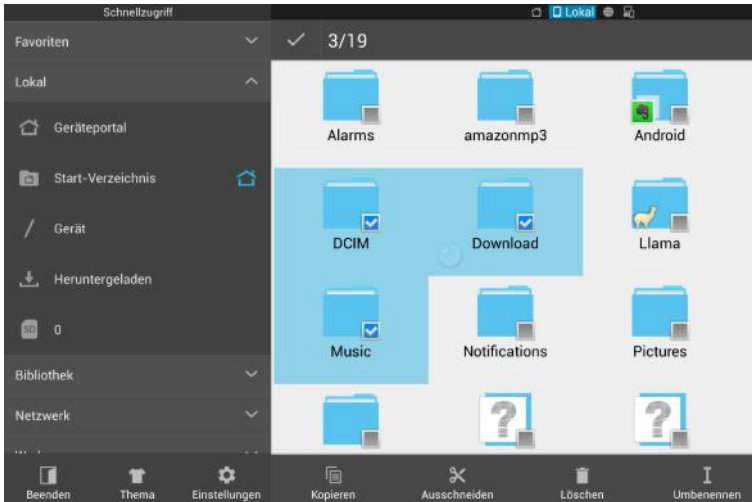 Schnellzugriff
Lokal
Favoriten
3/19
Lokal
Geräteportal
Start-Verzeichnis
Gerät
Heruntergeladen
SD 0
Bibliothek
Netzwerk
Alarms amazonmp3 Android
DCIM Download Llama
Music Notifications Pictures
? ?
Beenden Thema Einstellungen
Kopieren Ausschneiden Löschen Umbenennen